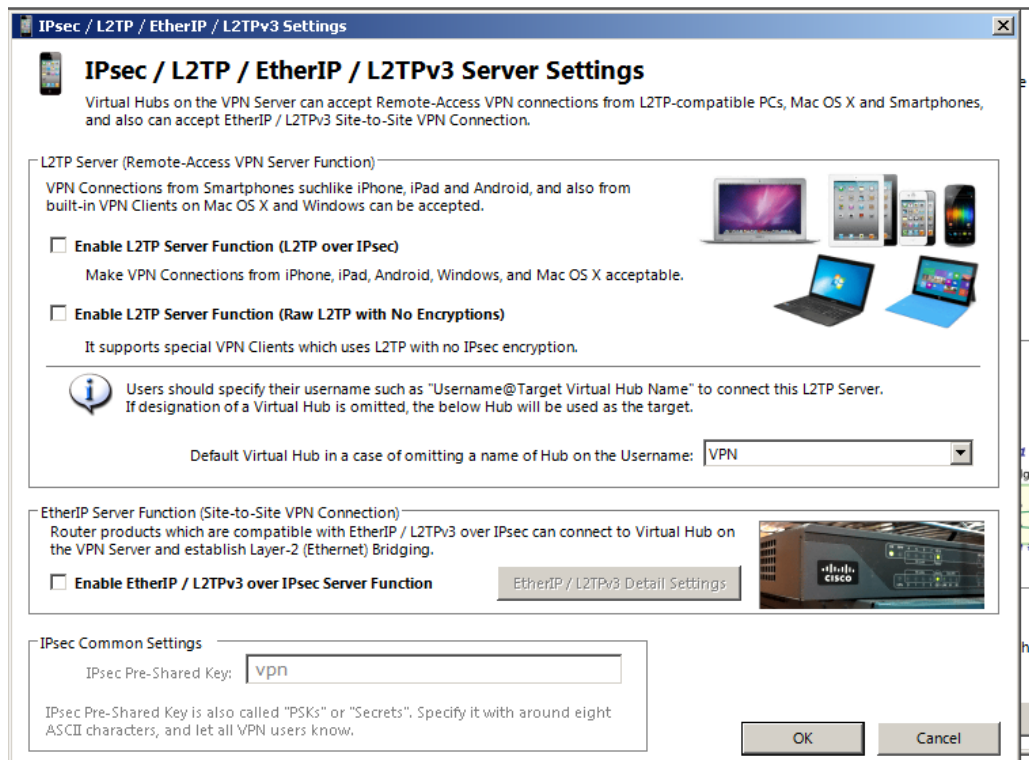 IPsec / L2TP / EtherIP / L2TPv3 Settings
IPsec / L2TP / EtherIP / L2TPv3 Server Settings
Virtual Hubs on the VPN Server can accept Remote-Access VPN connections from L2TP-compatible PCs, Mac OS X and Smartphones,
and also can accept EtherIP / L2TPv3 Site-to-Site VPN Connection.
L2TP Server (Remote-Access VPN Server Function)
VPN Connections from Smartphones suchlike iPhone, iPad and Android, and also from
built-in VPN Clients on Mac OS X and Windows can be accepted.
Enable L2TP Server Function (L2TP over IPsec)
Make VPN Connections from iPhone, iPad, Android, Windows, and Mac OS X acceptable.
Enable L2TP Server Function (Raw L2TP with No Encryptions)
It supports special VPN Clients which uses L2TP with no IPsec encryption.
Users should specify their username such as "Username@Target Virtual Hub Name" to connect this L2TP Server.
If designation of a Virtual Hub is omitted, the below Hub will be used as the target.
Default Virtual Hub in a case of omitting a name of Hub on the Username: VPN
EtherIP Server Function (Site-to-Site VPN Connection)
Router products which are compatible with EtherIP / L2TPv3 over IPsec can connect to Virtual Hub on
the VPN Server and establish Layer-2 (Ethernet) Bridging.
Enable EtherIP / L2TPv3 over IPsec Server Function
EtherIP / L2TPv3 Detail Settings
CISCO
IPsec Common Settings
IPsec Pre-Shared Key: vpn
IPsec Pre-Shared Key is also called "PSKs" or "Secrets". Specify it with around eight
ASCII characters, and let all VPN users know.
OK
Cancel